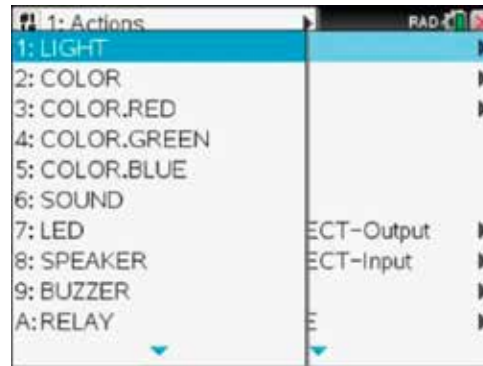 1: Actions RAD
1: LIGHT
2: COLOR
3: COLOR.RED
4: COLOR.GREEN
5: COLOR.BLUE
6: SOUND
7: LED ECT-Output
8: SPEAKER ECT-Input
9: BUZZER
A: RELAY E